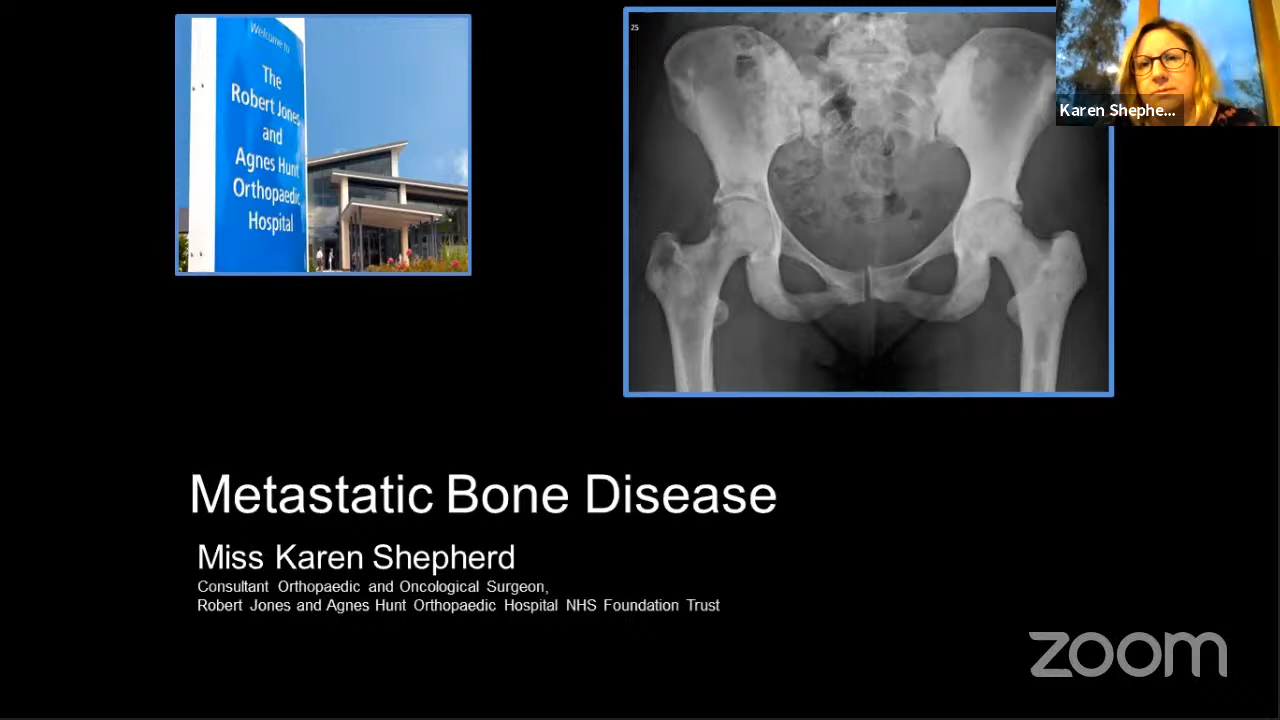 Welcome to
The
Robert Jones
and
Agnes Hunt
Orthopaedic
Hospital
25
Karen Shephe...
Metastatic Bone Disease
Miss Karen Shepherd
Consultant Orthopaedic and Oncological Surgeon,
Robert Jones and Agnes Hunt Orthopaedic Hospital NHS Foundation Trust
zoom